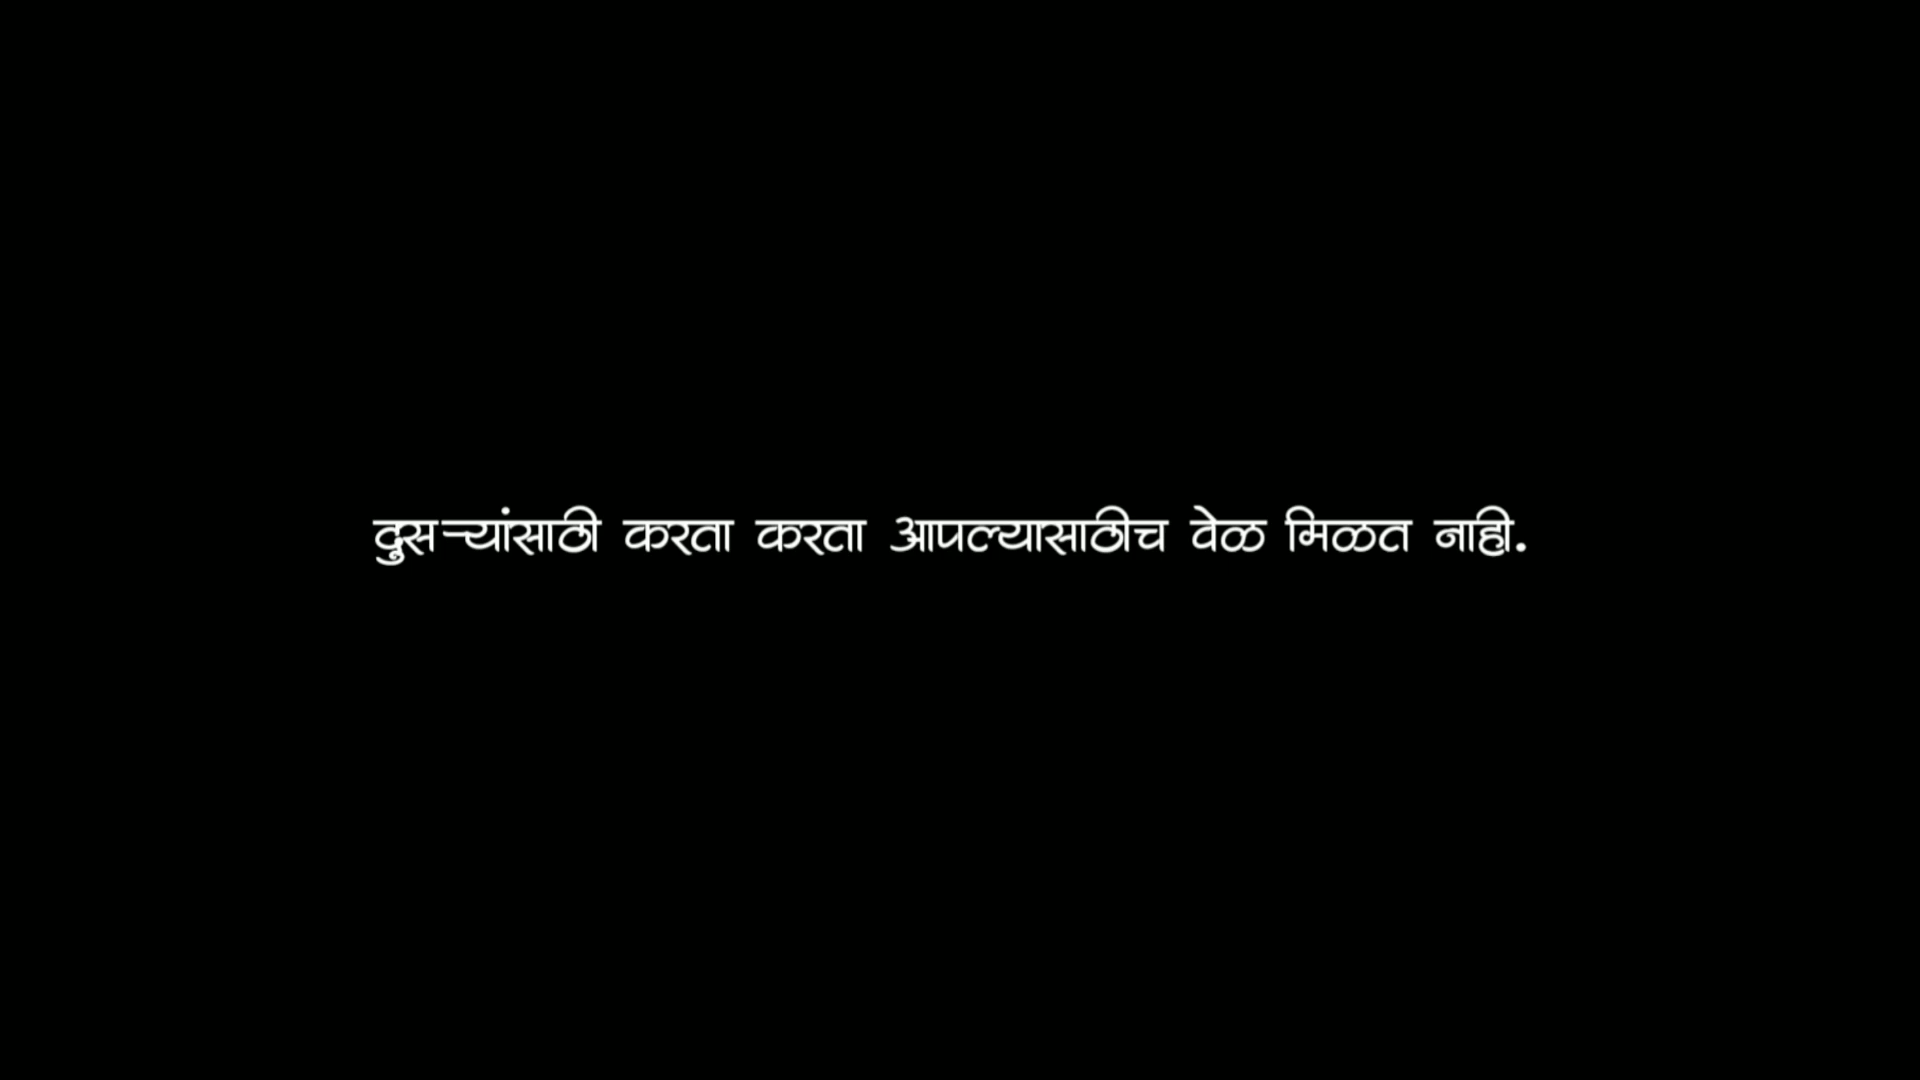 दुसऱ्यांसाठी करता करता आपल्यासाठीच वेळ मिळत नाही.